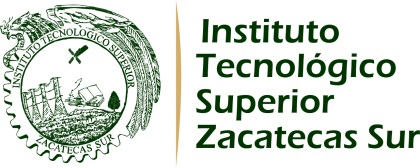 INSTITUTO TECNOLÓGICO SUPERIOR
ZACATECAS SUR
Instituto
Tecnológico
Superior
Zacatecas Sur